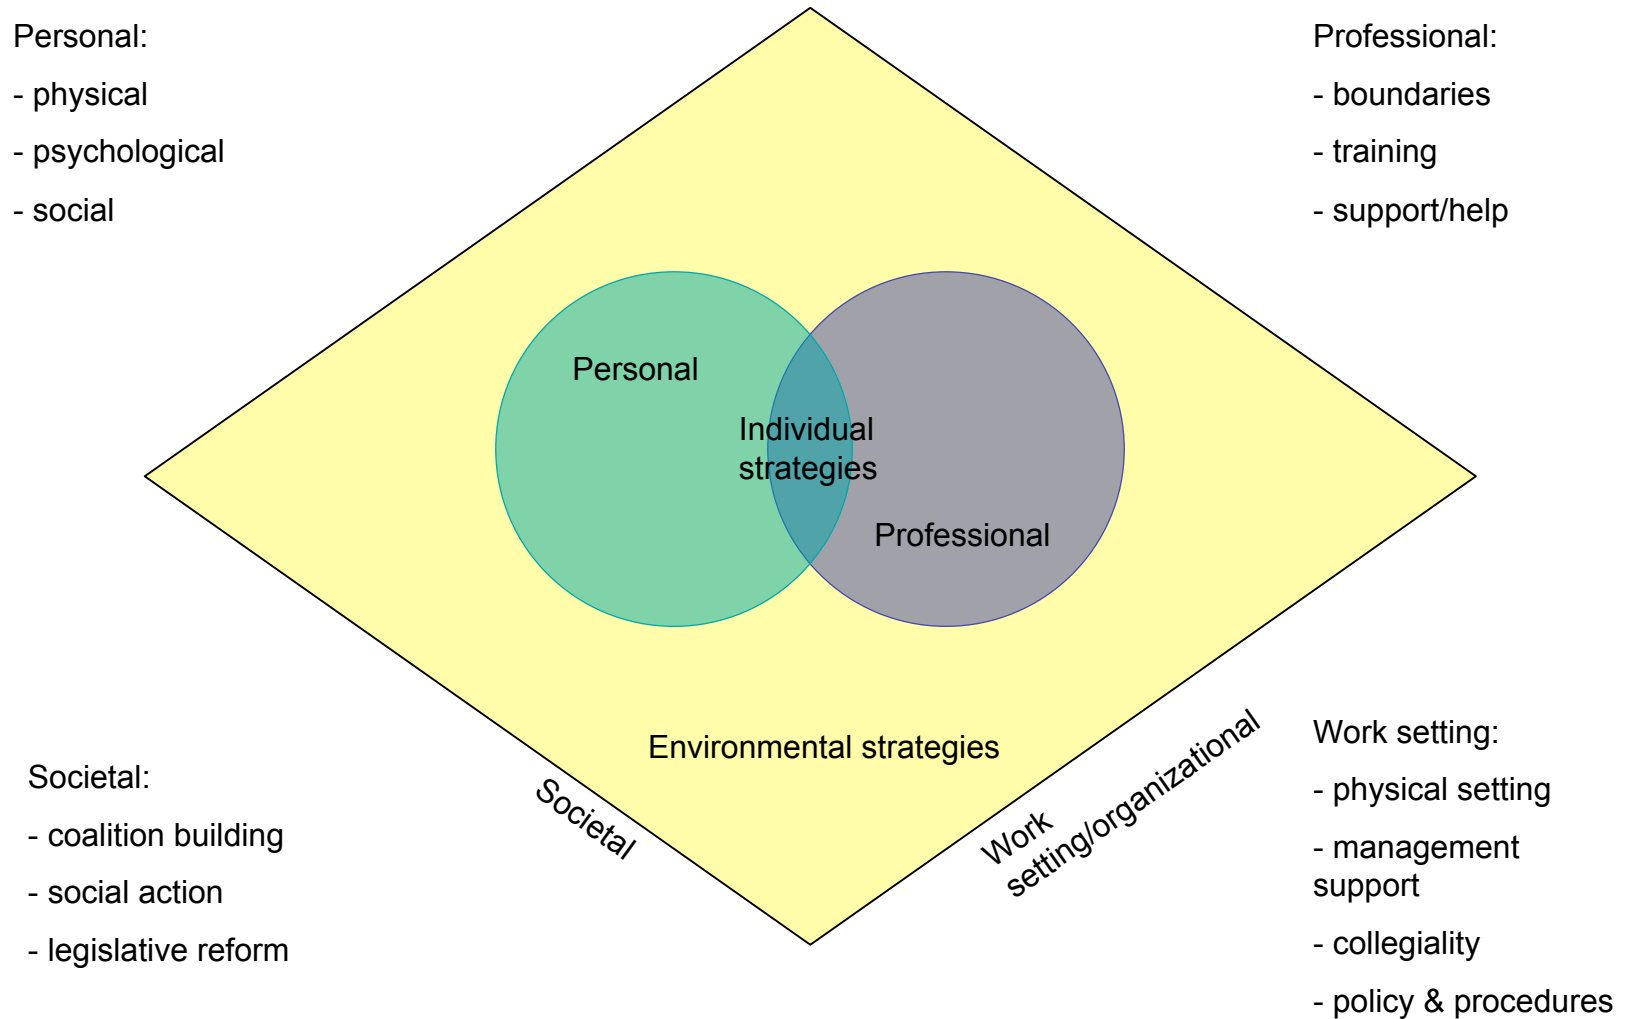 Personal:
- physical
- psychological
- social
Professional:
- boundaries
- training
- support/help
Personal
Individual
strategies
Professional
Environmental strategies
Societal
Work
setting/organizational
Societal:
- coalition building
- social action
- legislative reform
Work setting:
- physical setting
- management
support
- collegiality
- policy & procedures